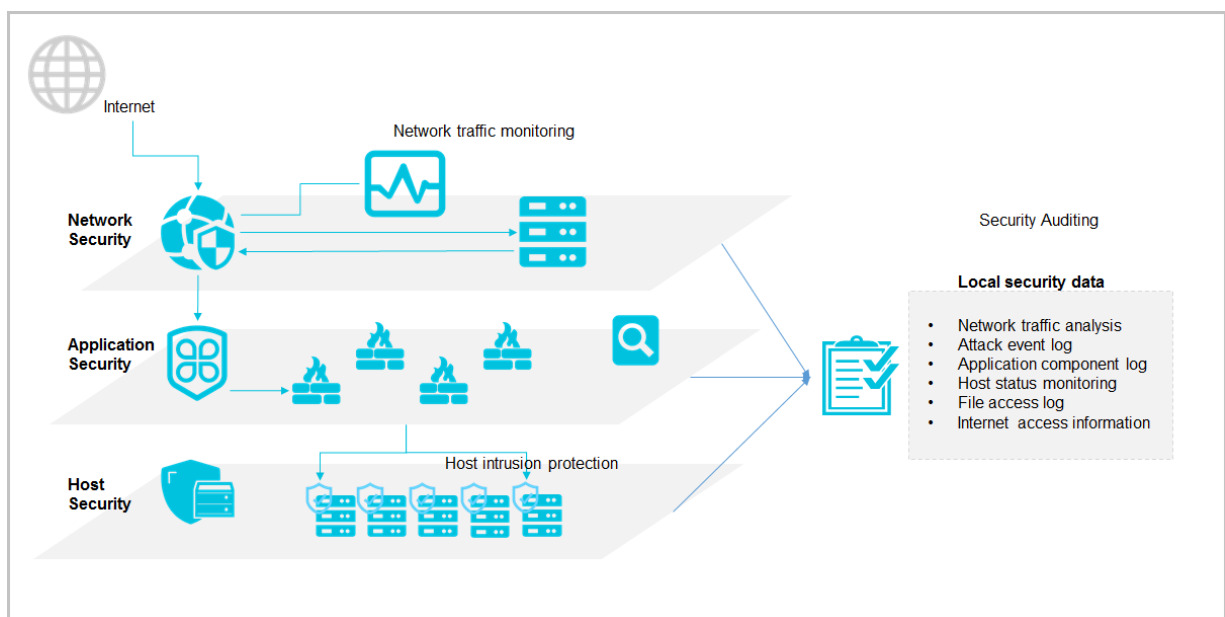 Internet
Network traffic monitoring
Network
Security
Security Auditing
Local security data
• Network traffic analysis
• Attack event log
• Application component log
• Host status monitoring
• File access log
• Internet access information
Application
Security
Host intrusion protection
Host
Security